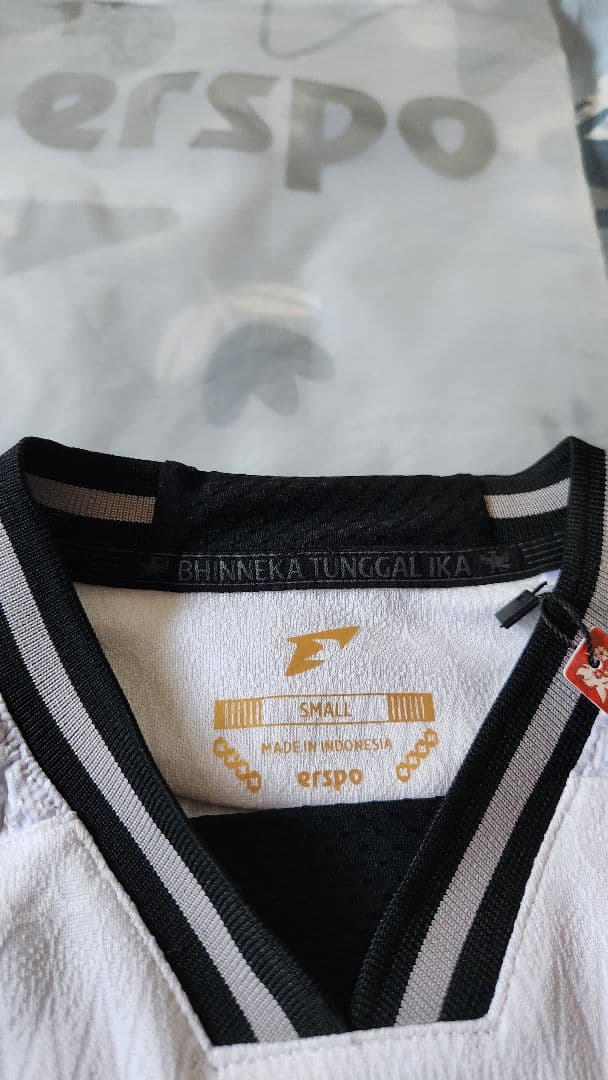 erspo
BHINNEKA TUNGGAL IKA
SMALL
MADE IN INDONESIA
erspo